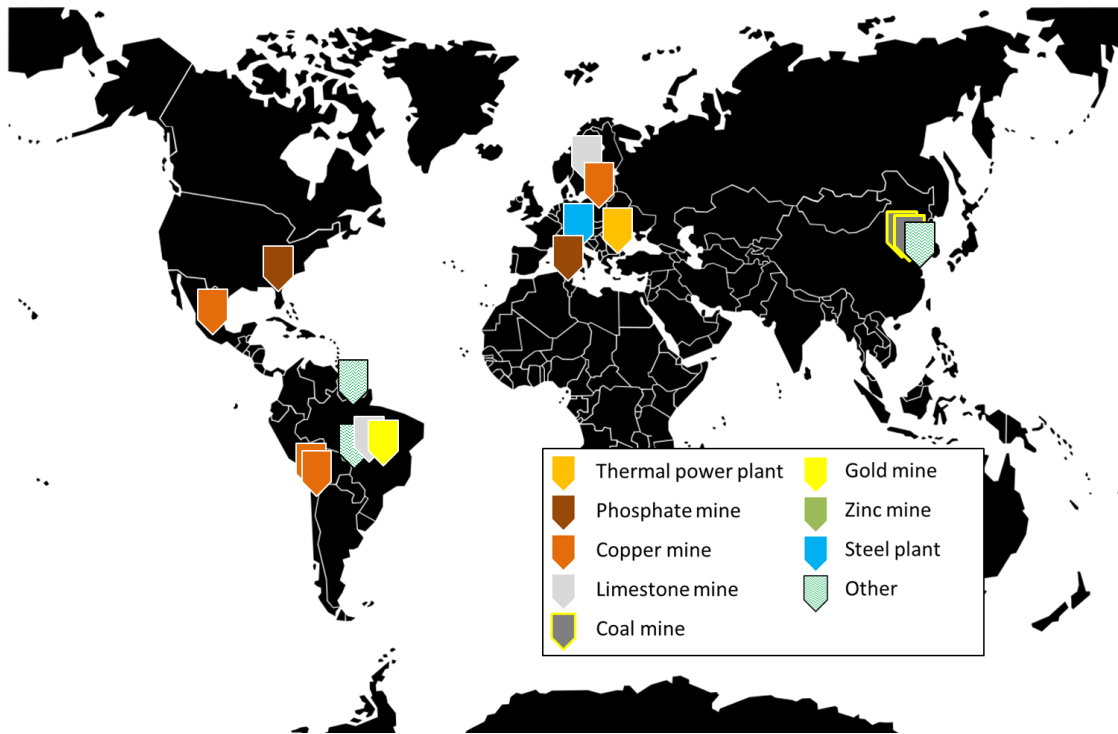 Thermal power plant
Phosphate mine
Copper mine
Limestone mine
Coal mine
Gold mine
Zinc mine
Steel plant
Other